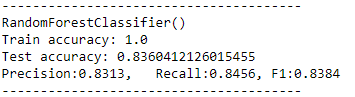 ----------------------------------------
RandomForestClassifier()
Train accuracy: 1.0
Test accuracy: 0.8360412126015455
Precision:0.8313,   Recall:0.8456, F1:0.8384
----------------------------------------